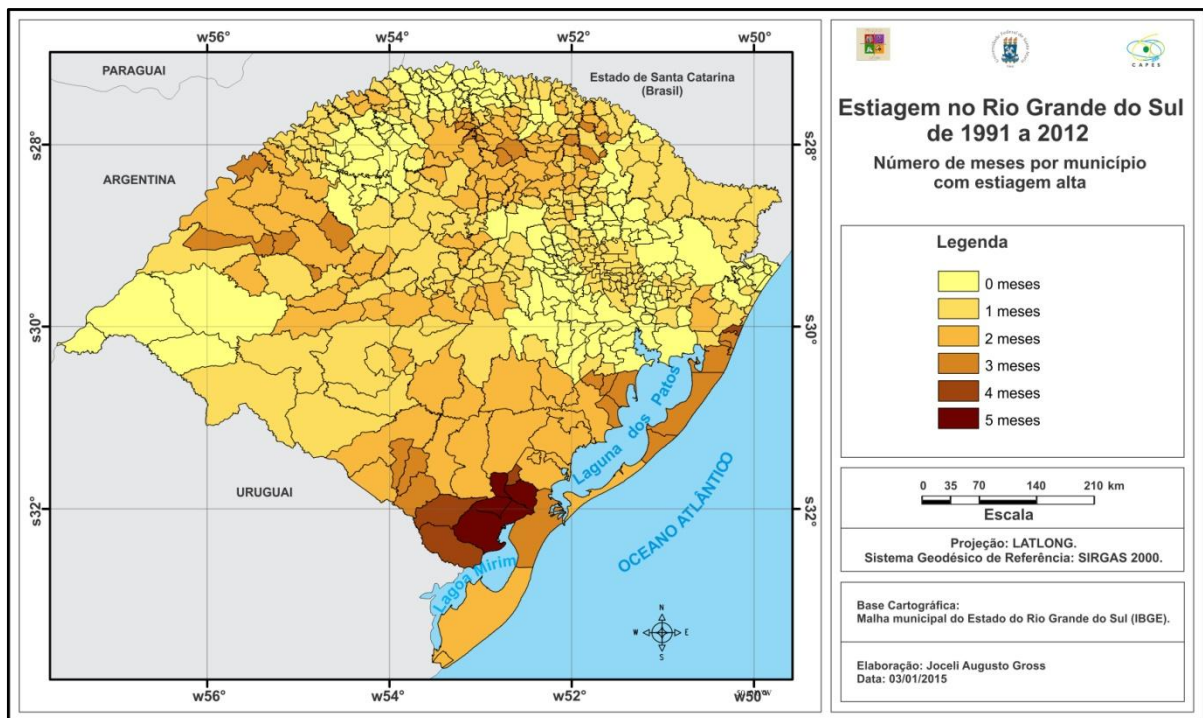 w56°
w54°
w52°
w50°
PARAGUAI
Estado de Santa Catarina
(Brasil)
s28°
s28°
ARGENTINA
s30°
s30°
Laguna dos Patos
URUGUAI
s32°
s32°
OCEANO ATLÂNTICO
Lagoa Mirim
N
W
E
S
w56°
w54°
w52°
w50°
CAPES
Estiagem no Rio Grande do Sul
de 1991 a 2012
Número de meses por município
com estiagem alta
Legenda
0 meses
1 meses
2 meses
3 meses
4 meses
5 meses
0 35 70 140 210 km
Escala
Projeção: LATLONG.
Sistema Geodésico de Referência: SIRGAS 2000.
Base Cartográfica:
Malha municipal do Estado do Rio Grande do Sul (IBGE).
Elaboração: Joceli Augusto Gross
Data: 03/01/2015